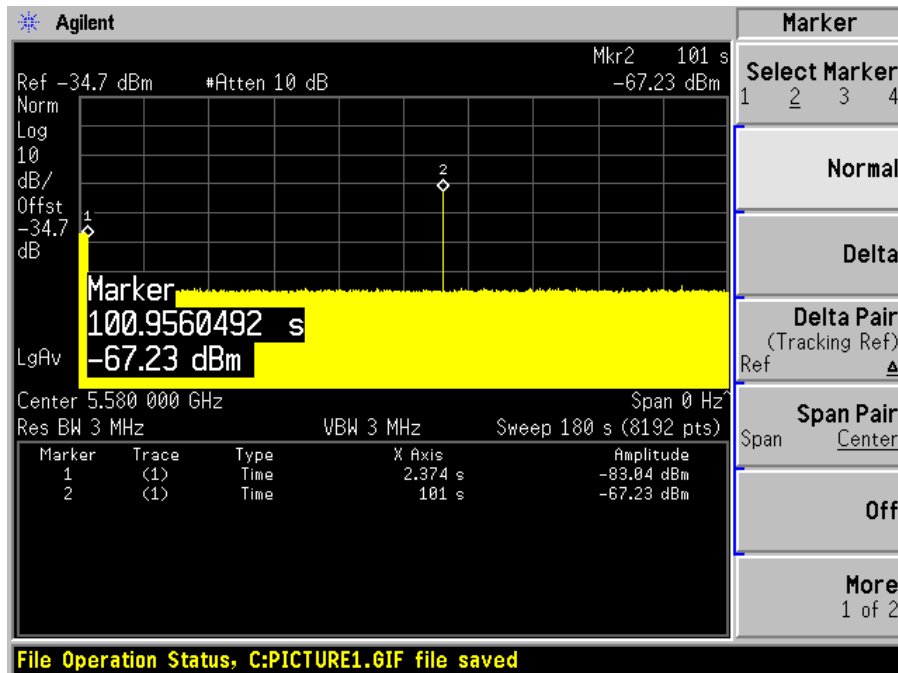 Agilent
Mkr2 101 s
Ref −34.7 dBm #Atten 10 dB −67.23 dBm
Norm
Log
10
dB/
Offst
−34.7
dB
LgAv
1
2
Marker
100.9560492 s
−67.23 dBm
Center 5.580 000 GHz Span 0 Hz^
Res BW 3 MHz VBW 3 MHz Sweep 180 s (8192 pts)
Marker Trace Type X Axis Amplitude
1 (1) Time 2.374 s −83.04 dBm
2 (1) Time 101 s −67.23 dBm
File Operation Status, C:PICTURE1.GIF file saved
Marker
Select Marker
1 2 3 4
Normal
Delta
Delta Pair
(Tracking Ref)
Ref Δ
Span Pair
Span Center
Off
More
1 of 2